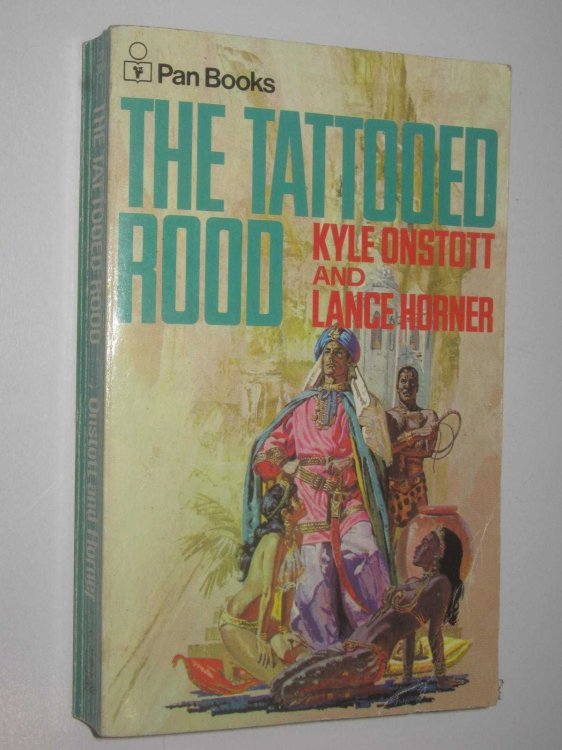 Pan Books
THE TATTOOED
ROOD
KYLE ONSTOTT
AND
LANCE HORNER
THE TATTOOED ROOD
Onstott and Horner